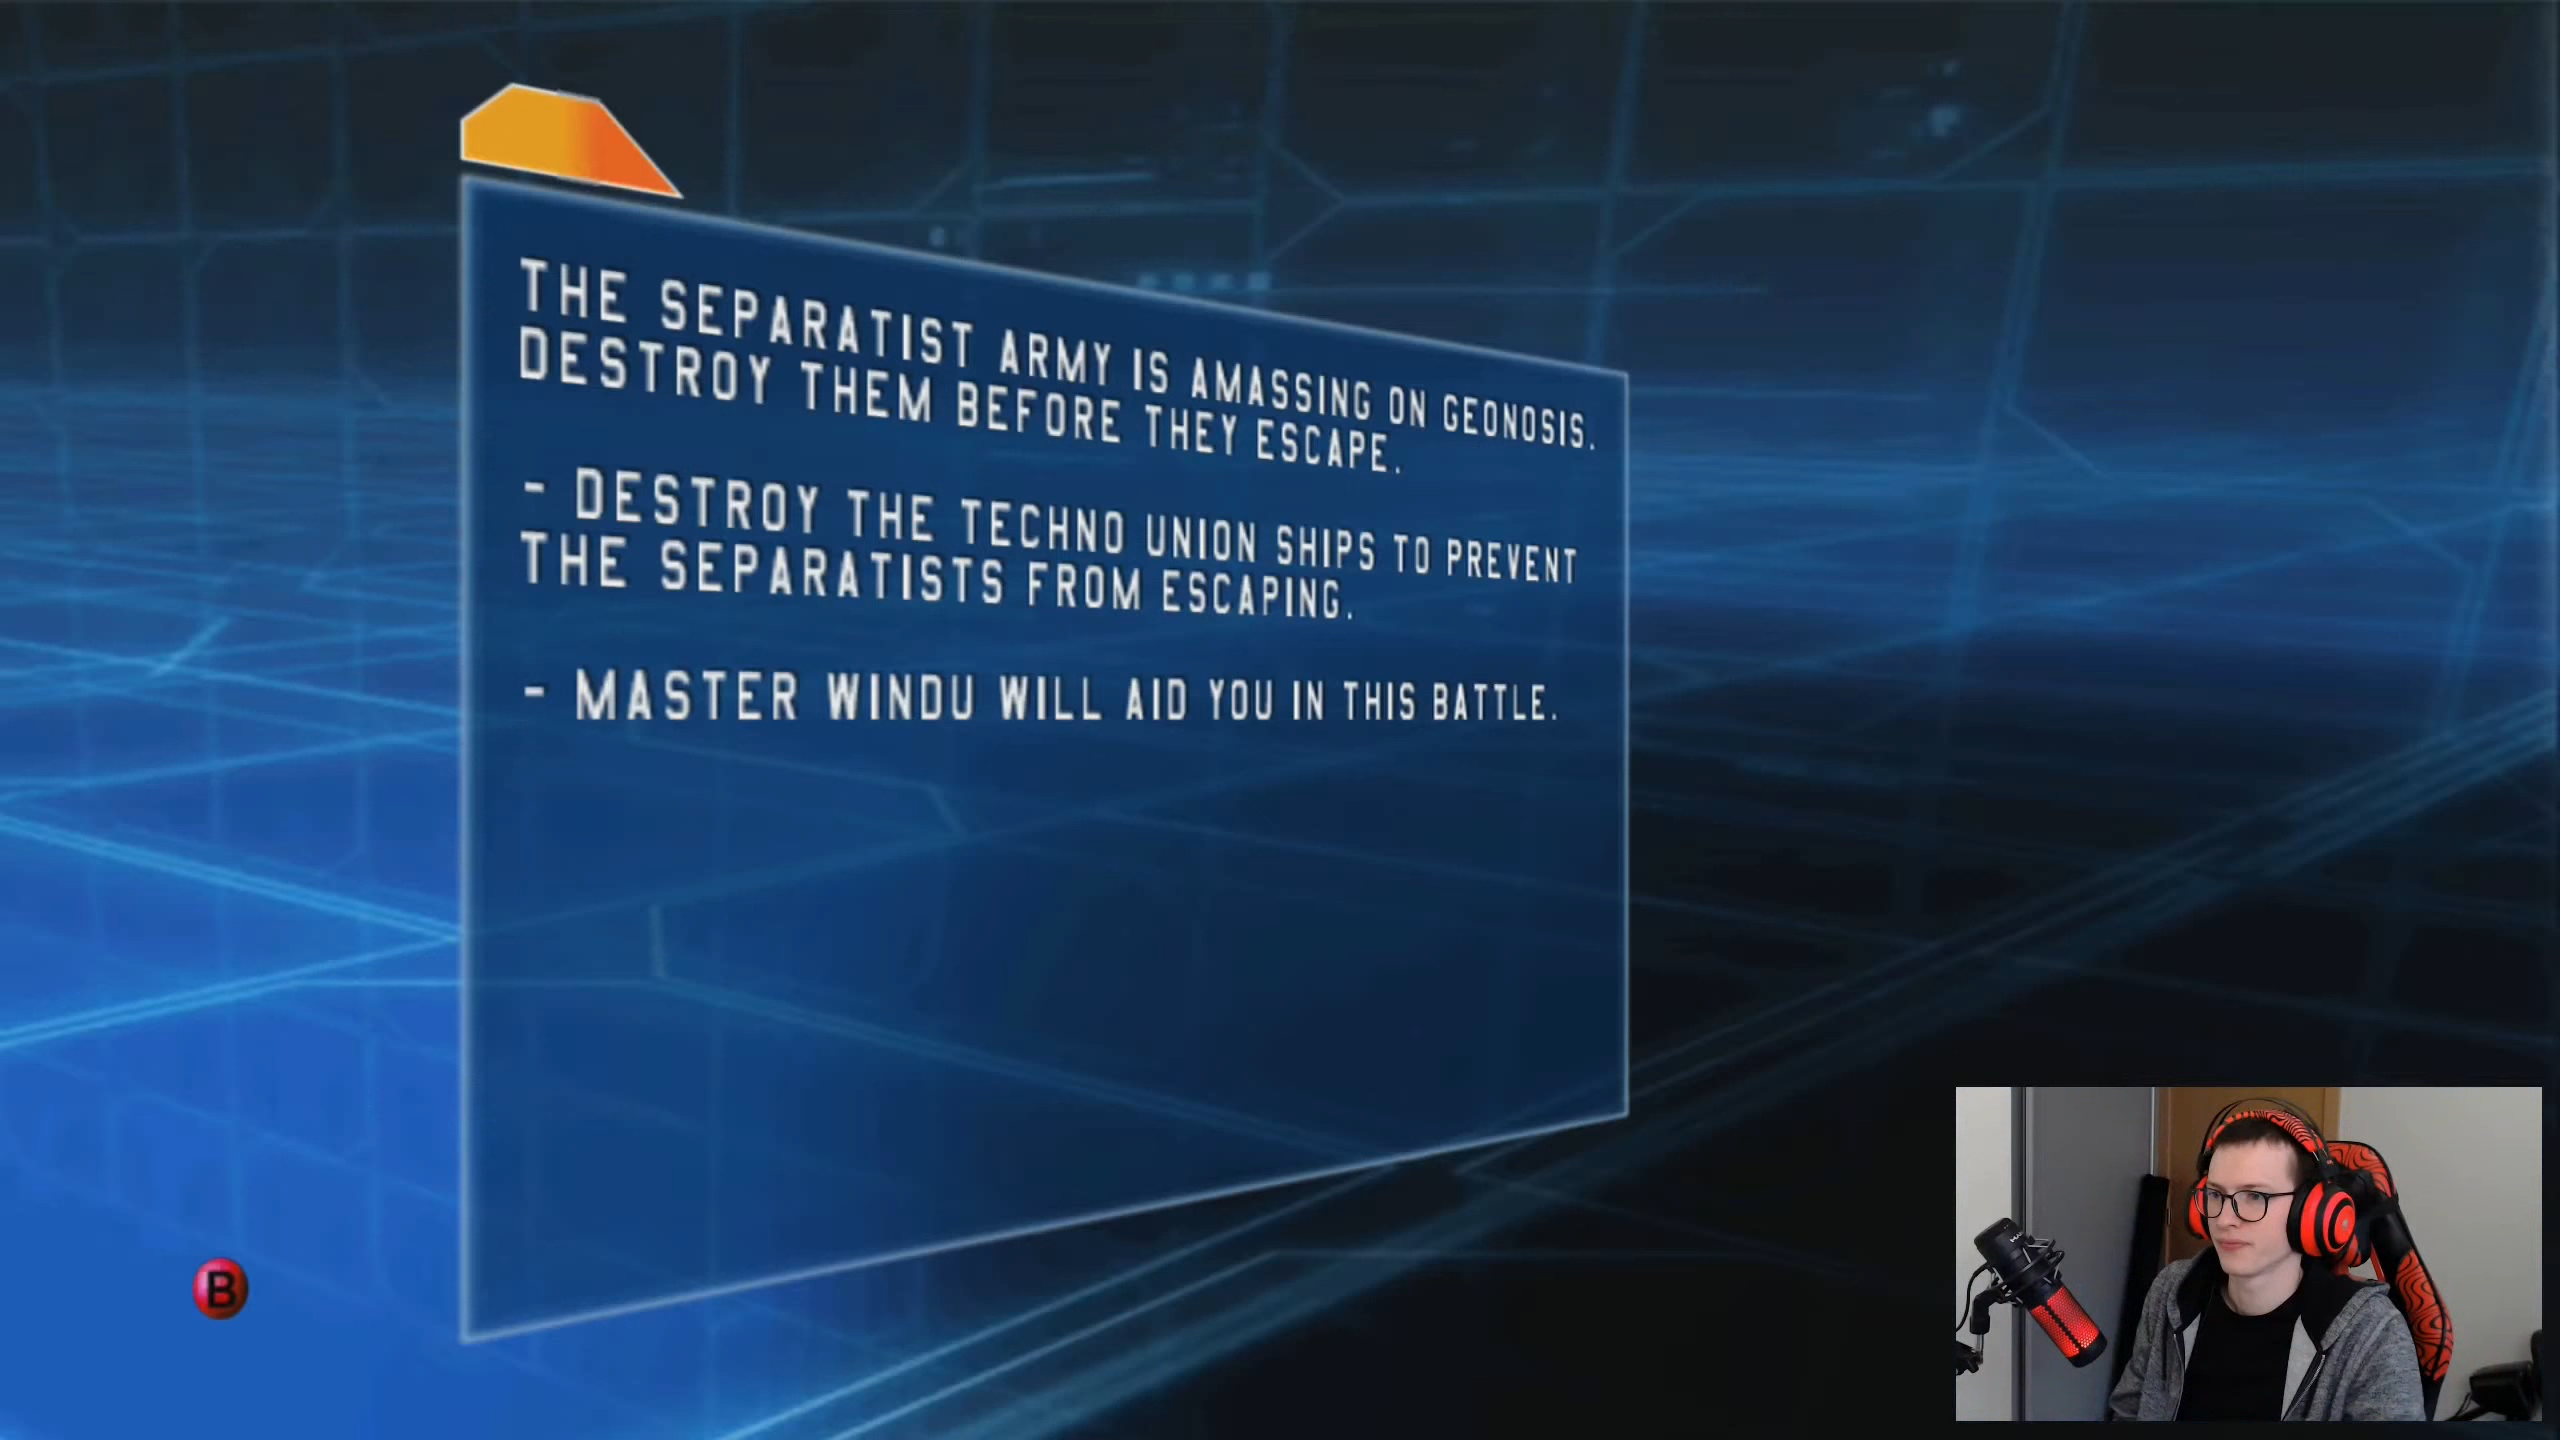 THE SEPARATIST ARMY IS AMASSING ON GEONOSIS.
DESTROY THEM BEFORE THEY ESCAPE.
- DESTROY THE TECHNO UNION SHIPS TO PREVENT
THE SEPARATISTS FROM ESCAPING.
- MASTER WINDU WILL AID YOU IN THIS BATTLE.
B